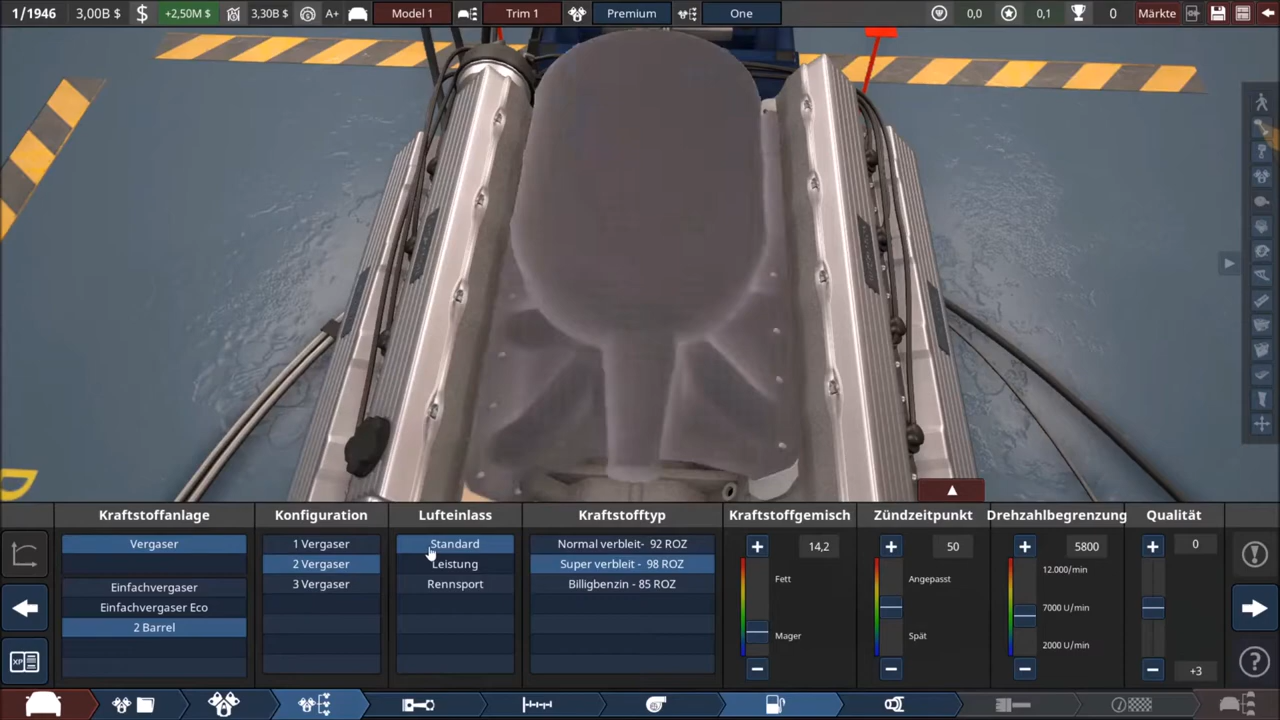 1/1946
3,00B $
+2,50M $
3,30B $
A+
Model 1
Trim 1
Premium
One
0,0
0,1
0
Märkte
Kraftstoffanlage
Konfiguration
Lufteinlass
Kraftstofftyp
Kraftstoffgemisch
Zündzeitpunkt
Drehzahlbegrenzung
Qualität
Vergaser
1 Vergaser
Standard
Normal verbleit- 92 ROZ
14,2
50
5800
0
2 Vergaser
Leistung
Super verbleit - 98 ROZ
12.000/min
Einfachvergaser
3 Vergaser
Rennsport
Billigbenzin - 85 ROZ
Fett
Angepasst
Einfachvergaser Eco
7000 U/min
2 Barrel
Mager
Spät
2000 U/min
XP
+3